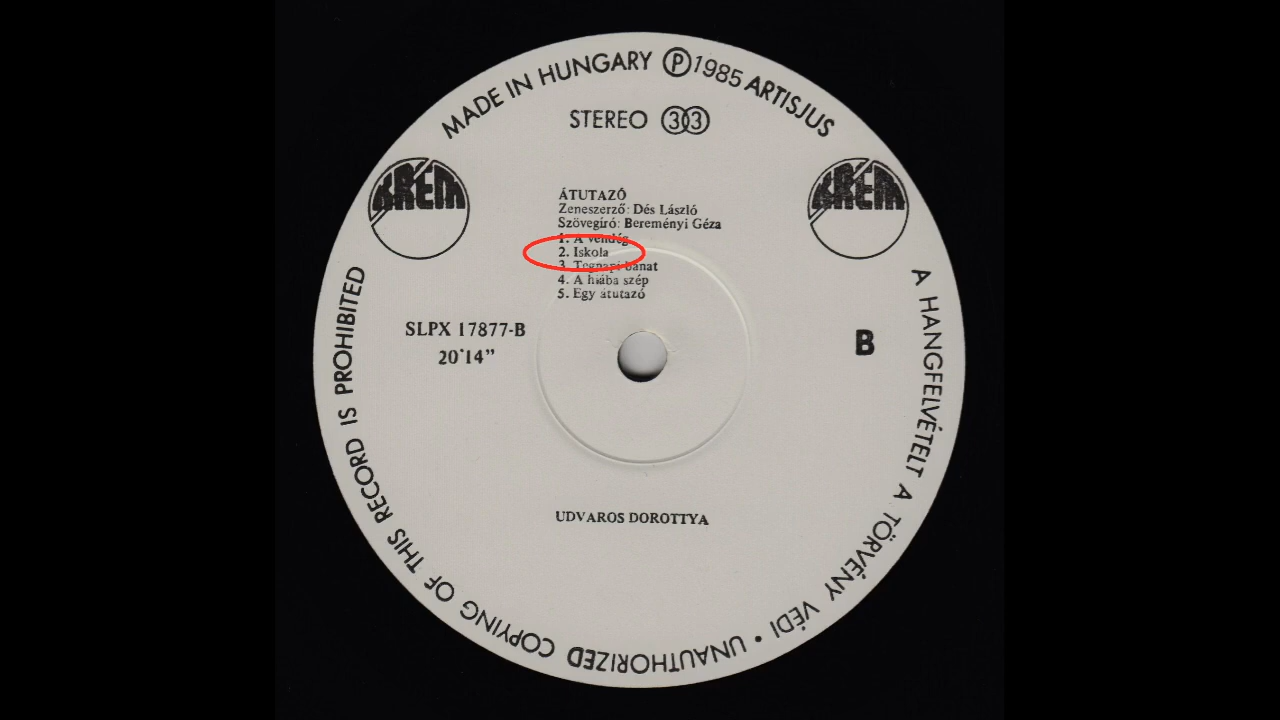 MADE IN HUNGARY Ⓟ 1985 ARTISJUS
STEREO 33
KRÉM
KRÉM
ÁTUTAZÓ
Zeneszerző: Dés László
Szövegíró: Bereményi Géza
1. A vendég
2. Iskola
3. Tegnapi bánat
4. A hiába szép
5. Egy átutazó
SLPX 17877-B
20'14"
B
UDVAROS DOROTTYA
A HANGFELVÉTELT A TÖRVÉNY VÉDI • UNAUTHORIZED COPYING OF THIS RECORD IS PROHIBITED